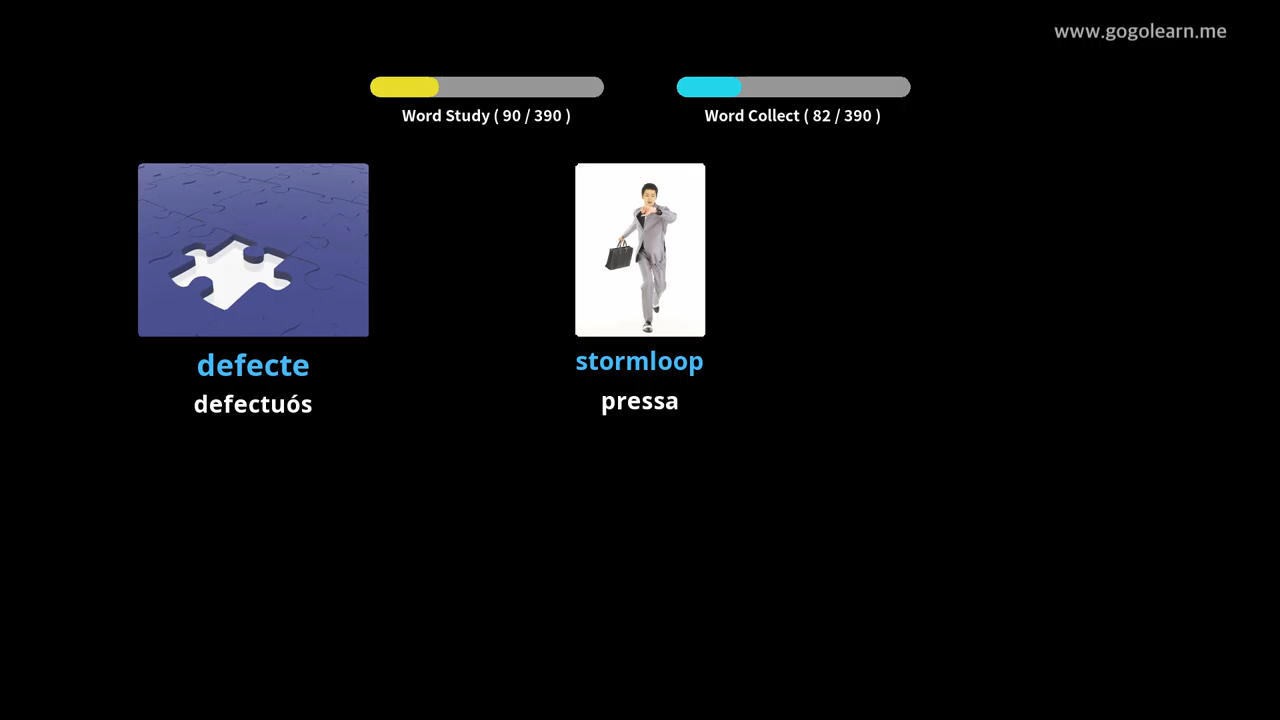 www.gogolearn.me
Word Study ( 90 / 390 )
Word Collect ( 82 / 390 )
defecte
defectuós
stormloop
pressa